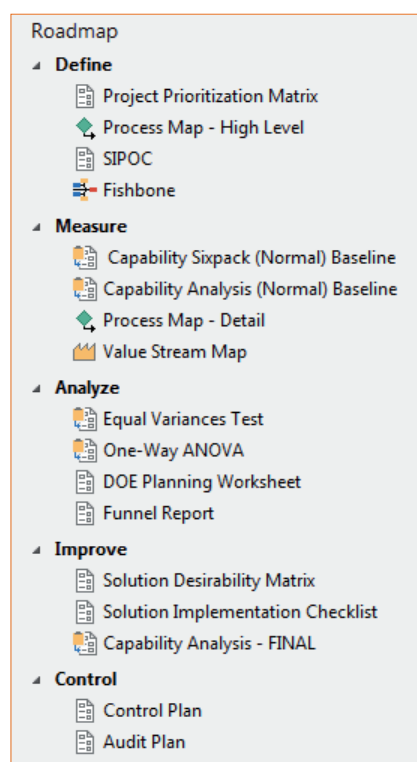 Roadmap
Define
Project Prioritization Matrix
Process Map - High Level
SIPOC
Fishbone
Measure
Capability Sixpack (Normal) Baseline
Capability Analysis (Normal) Baseline
Process Map - Detail
Value Stream Map
Analyze
Equal Variances Test
One-Way ANOVA
DOE Planning Worksheet
Funnel Report
Improve
Solution Desirability Matrix
Solution Implementation Checklist
Capability Analysis - FINAL
Control
Control Plan
Audit Plan